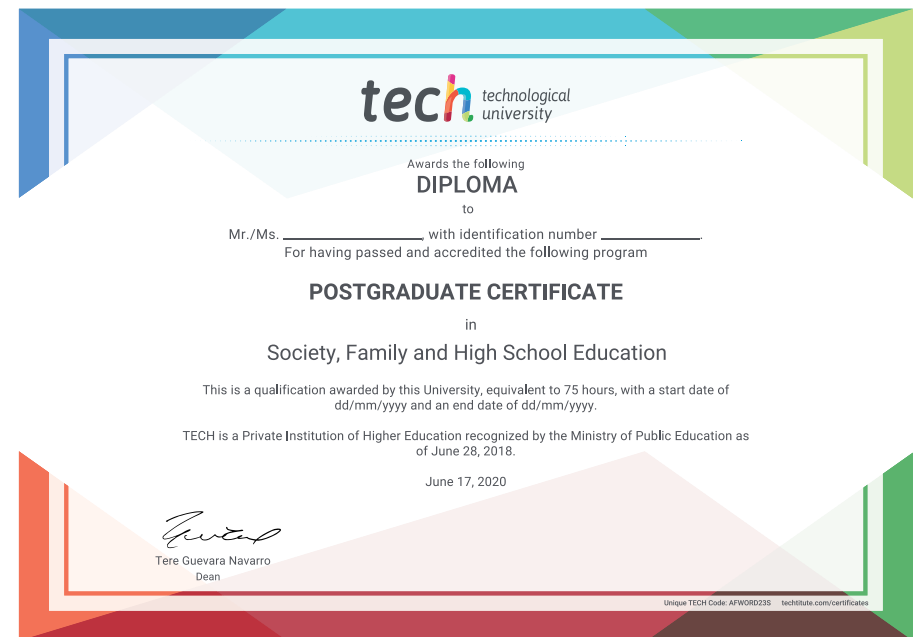 tech technological
university
Awards the following
DIPLOMA
to
Mr./Ms. ____________________, with identification number ______________.
For having passed and accredited the following program
POSTGRADUATE CERTIFICATE
in
Society, Family and High School Education
This is a qualification awarded by this University, equivalent to 75 hours, with a start date of
dd/mm/yyyy and an end date of dd/mm/yyyy.
TECH is a Private Institution of Higher Education recognized by the Ministry of Public Education as
of June 28, 2018.
June 17, 2020
Tere Guevara Navarro
Dean
Unique TECH Code: AFWORD23S techtitute.com/certificates